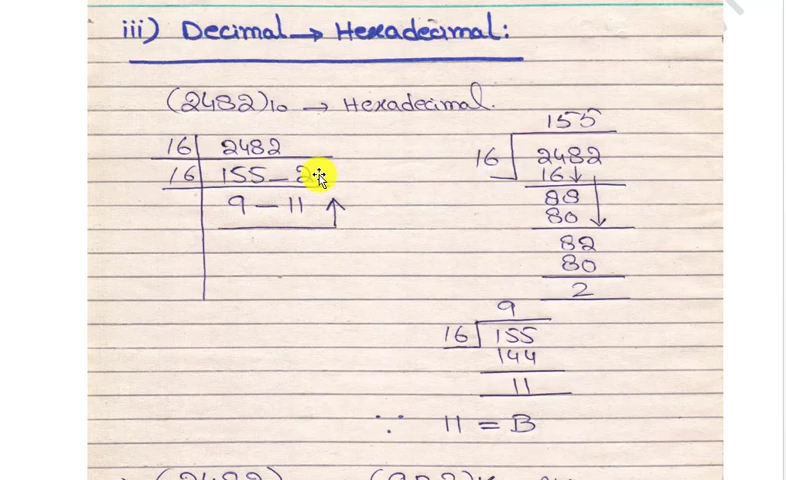 iii) Decimal → Hexadecimal:
(2482)10 → Hexadecimal.
16 | 2482
16 | 155 – 2
9 – 11 ↑
155
16 2482
16↓
88
80
82
80
2
9
16 155
144
11
∵ 11 = B